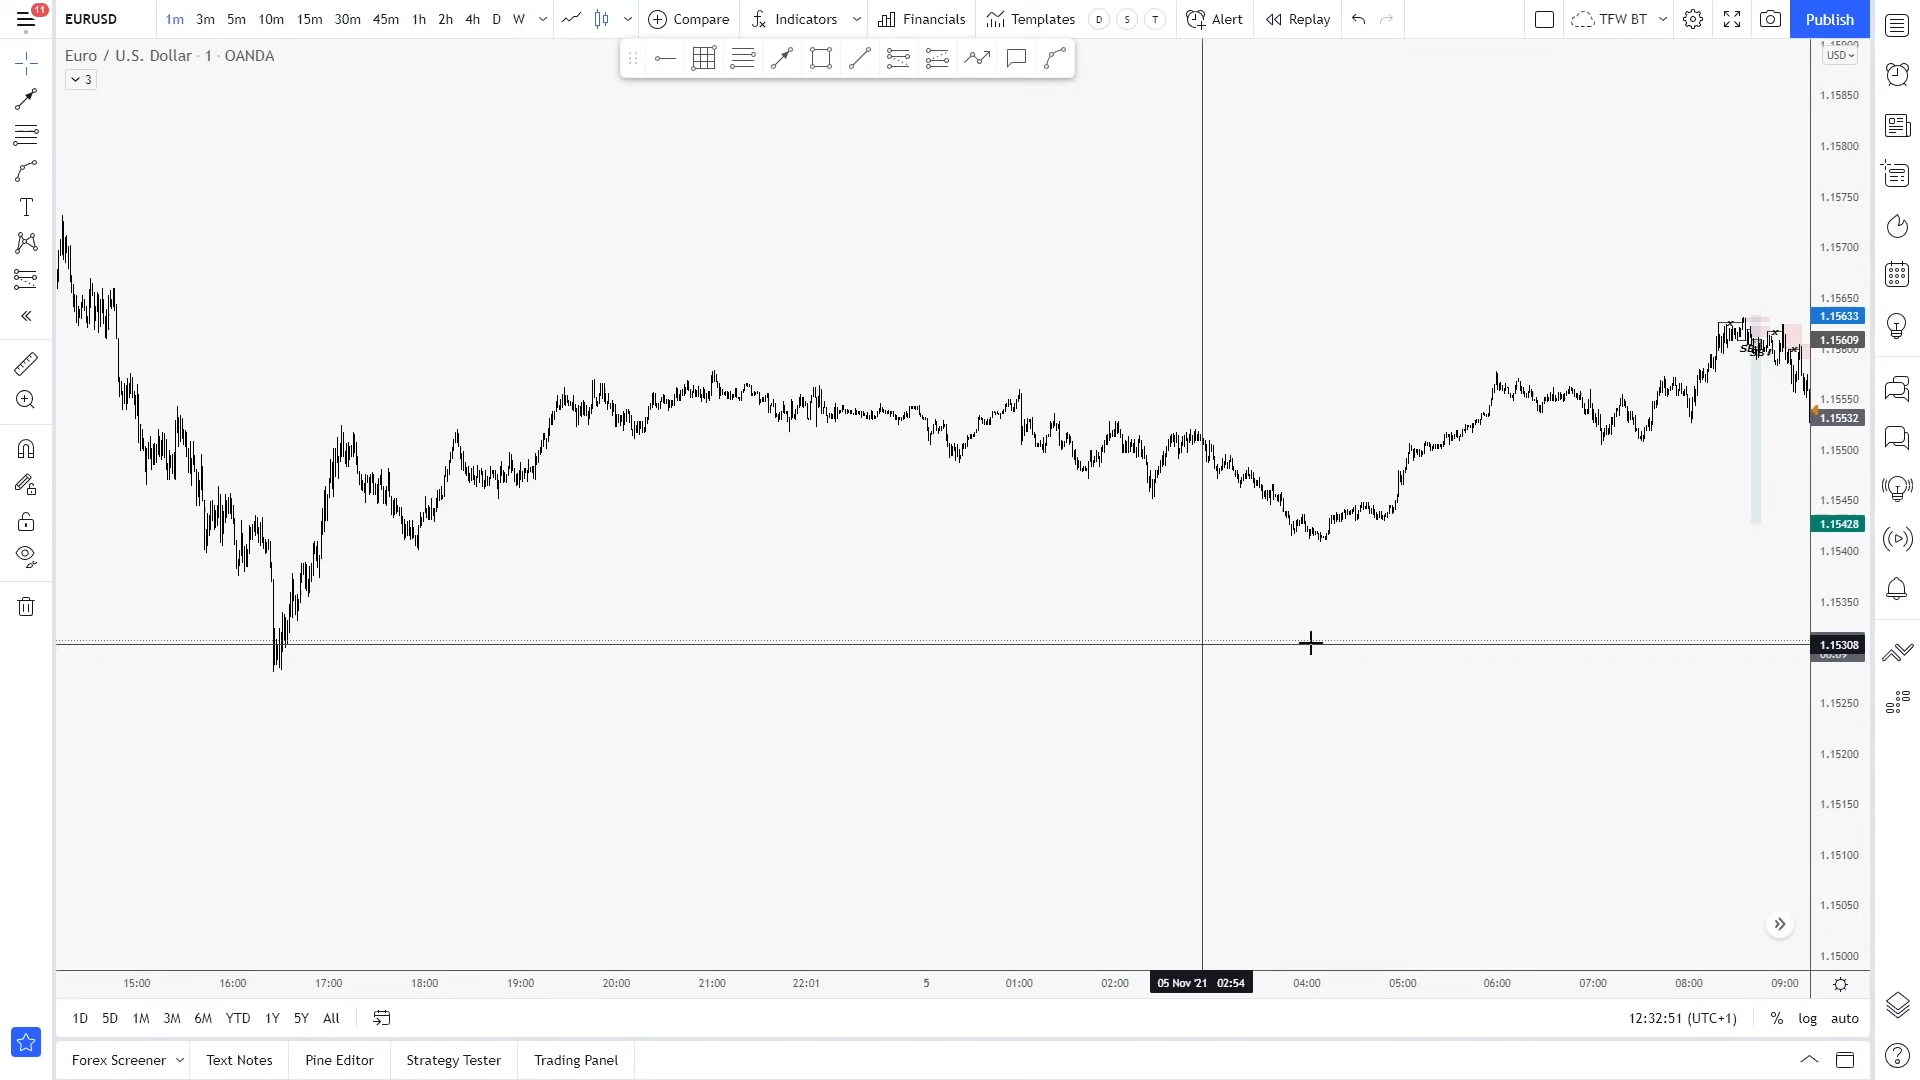 11
EURUSD
1m 3m 5m 10m 15m 30m 45m 1h 2h 4h D W
Compare
Indicators
Financials
Templates
D S T
Alert
Replay
TFW BT
Publish
Euro / U.S. Dollar · 1 · OANDA
3
USD
1.15850
1.15800
1.15750
1.15700
1.15650
1.15633
1.15609
1.15550
1.15532
1.15500
1.15450
1.15428
1.15400
1.15350
1.15308
1.15250
1.15200
1.15150
1.15100
1.15050
1.15000
15:00 16:00 17:00 18:00 19:00 20:00 21:00 22:01 5 01:00 02:00 05 Nov '21 02:54 04:00 05:00 06:00 07:00 08:00 09:00
1D 5D 1M 3M 6M YTD 1Y 5Y All
12:32:51 (UTC+1) % log auto
Forex Screener Text Notes Pine Editor Strategy Tester Trading Panel